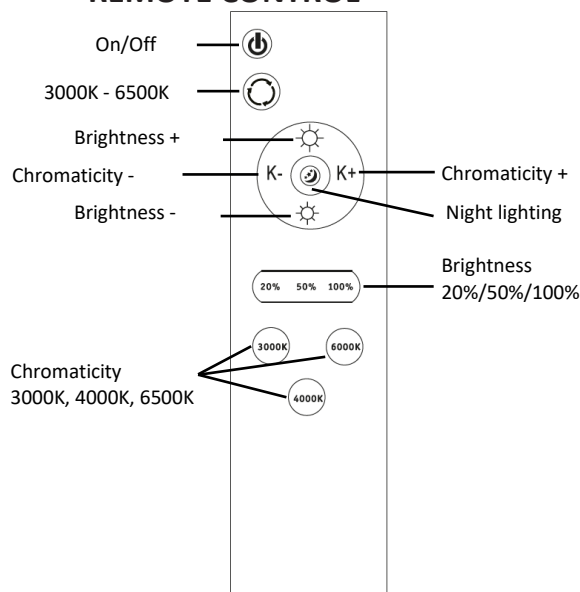 REMOTE CONTROL
On/Off
3000K - 6500K
Brightness +
Chromaticity -
K-
K+
Chromaticity +
Brightness -
Night lighting
Brightness
20%/50%/100%
20% 50% 100%
3000K
6000K
Chromaticity
3000K, 4000K, 6500K
4000K